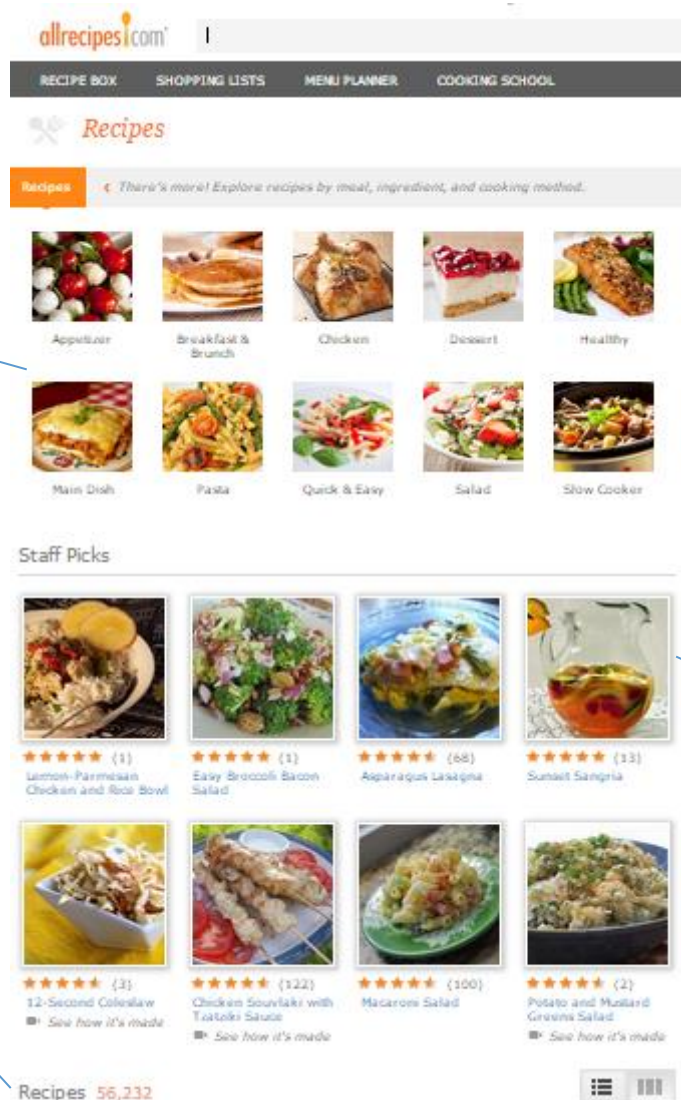 allrecipes.com
RECIPE BOX SHOPPING LISTS MENU PLANNER COOKING SCHOOL
Recipes
Recipes ‹ There's more! Explore recipes by meal, ingredient, and cooking method.
Appetizer Breakfast & Brunch Chicken Dessert Healthy
Main Dish Pasta Quick & Easy Salad Slow Cooker
Staff Picks
(1) (1) (68) (13)
Lemon-Parmesan Easy Broccoli Bacon Asparagus Lasagna Sunset Sangria
Chicken and Rice Bowl Salad
(3) (122) (100) (2)
12-Second Coleslaw Chicken Souvlaki with Macaroni Salad Potato and Mustard
See how it's made Tzatziki Sauce Greens Salad
See how it's made See how it's made
Recipes 56,232